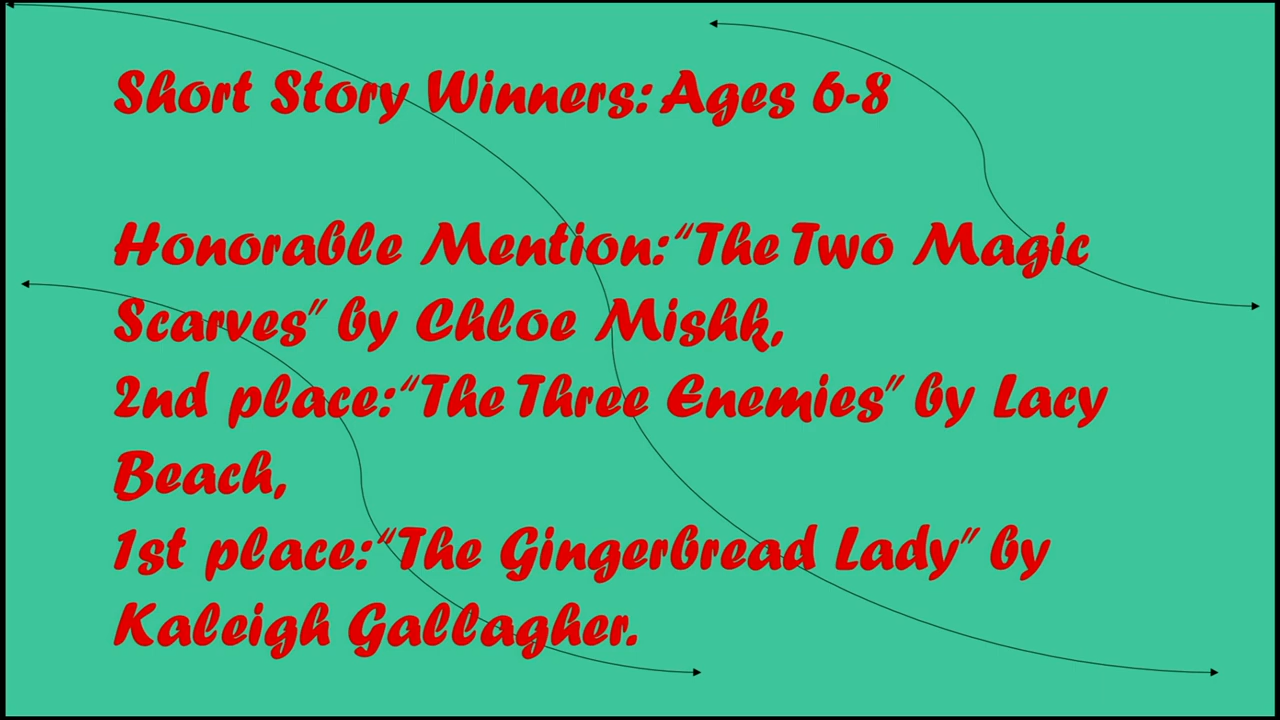 Short Story Winners: Ages 6-8
Honorable Mention: “The Two Magic
Scarves” by Chloe Mishk,
2nd place: “The Three Enemies” by Lacy
Beach,
1st place: “The Gingerbread Lady” by
Kaleigh Gallagher.